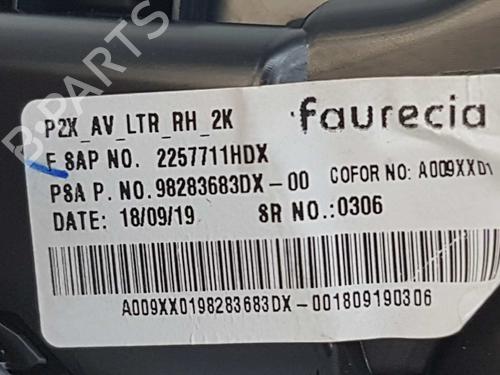 P2X_AV_LTR_RH_2K
faurecia
F SAP NO. 2257711HDX
PSA P. NO.98283683DX-00 COFOR NO: A009XX01
DATE: 18/09/19 SR NO.:0306
A009XX0198283683DX-001809190306